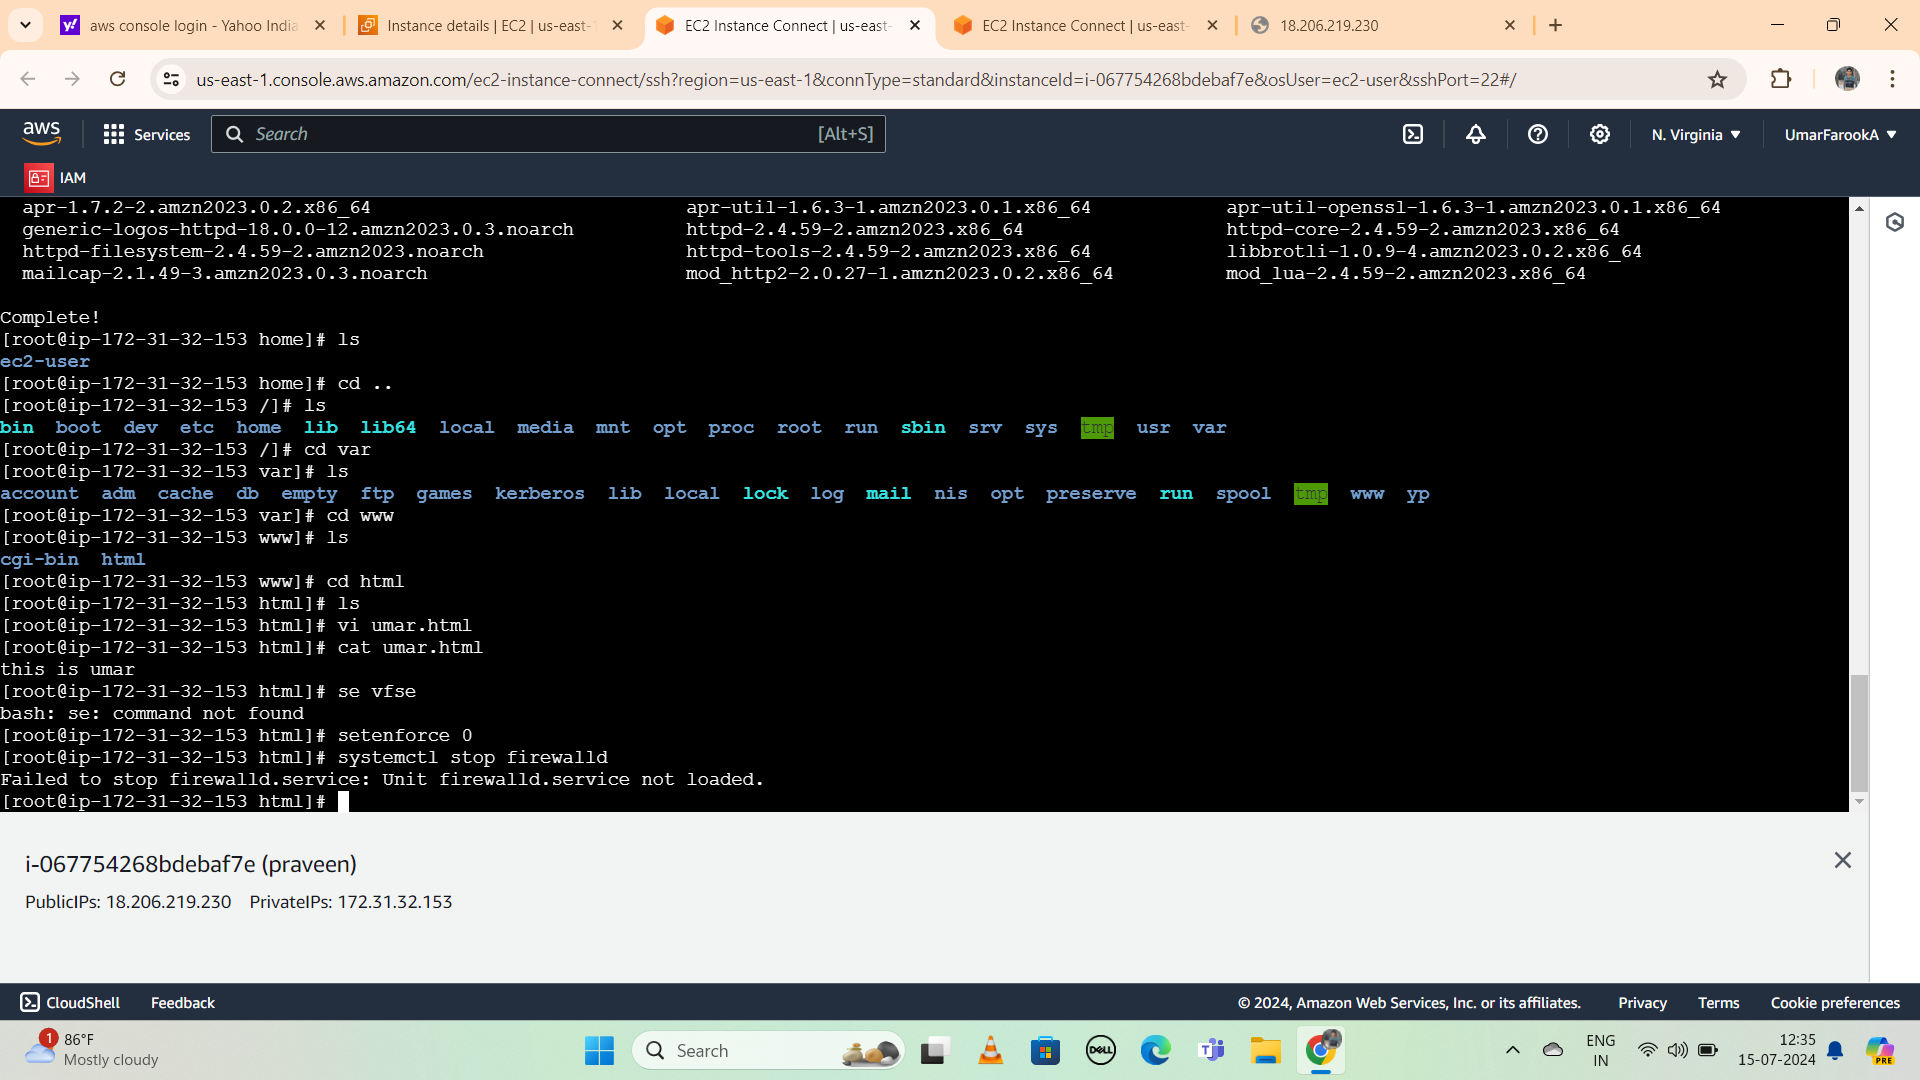 aws console login - Yahoo India
Instance details | EC2 | us-east-1
EC2 Instance Connect | us-east-
EC2 Instance Connect | us-east-
18.206.219.230
us-east-1.console.aws.amazon.com/ec2-instance-connect/ssh?region=us-east-1&connType=standard&instanceId=i-067754268bdebaf7e&osUser=ec2-user&sshPort=22#/
aws Services Search [Alt+S] N. Virginia UmarFarookA
IAM
apr-1.7.2-2.amzn2023.0.2.x86_64 apr-util-1.6.3-1.amzn2023.0.1.x86_64 apr-util-openssl-1.6.3-1.amzn2023.0.1.x86_64
generic-logos-httpd-18.0.0-12.amzn2023.0.3.noarch httpd-2.4.59-2.amzn2023.x86_64 httpd-core-2.4.59-2.amzn2023.x86_64
httpd-filesystem-2.4.59-2.amzn2023.noarch httpd-tools-2.4.59-2.amzn2023.x86_64 libbrotli-1.0.9-4.amzn2023.0.2.x86_64
mailcap-2.1.49-3.amzn2023.0.3.noarch mod_http2-2.0.27-1.amzn2023.0.2.x86_64 mod_lua-2.4.59-2.amzn2023.x86_64
Complete!
[root@ip-172-31-32-153 home]# ls
ec2-user
[root@ip-172-31-32-153 home]# cd ..
[root@ip-172-31-32-153 /]# ls
bin boot dev etc home lib lib64 local media mnt opt proc root run sbin srv sys tmp usr var
[root@ip-172-31-32-153 /]# cd var
[root@ip-172-31-32-153 var]# ls
account adm cache db empty ftp games kerberos lib local lock log mail nis opt preserve run spool tmp www yp
[root@ip-172-31-32-153 var]# cd www
[root@ip-172-31-32-153 www]# ls
cgi-bin html
[root@ip-172-31-32-153 www]# cd html
[root@ip-172-31-32-153 html]# ls
[root@ip-172-31-32-153 html]# vi umar.html
[root@ip-172-31-32-153 html]# cat umar.html
this is umar
[root@ip-172-31-32-153 html]# se vfse
bash: se: command not found
[root@ip-172-31-32-153 html]# setenforce 0
[root@ip-172-31-32-153 html]# systemctl stop firewalld
Failed to stop firewalld.service: Unit firewalld.service not loaded.
[root@ip-172-31-32-153 html]#
i-067754268bdebaf7e (praveen)
PublicIPs: 18.206.219.230 PrivateIPs: 172.31.32.153
CloudShell Feedback © 2024, Amazon Web Services, Inc. or its affiliates. Privacy Terms Cookie preferences
1
86°F
Mostly cloudy
Search
DELL
ENG
IN
12:35
15-07-2024
PRE